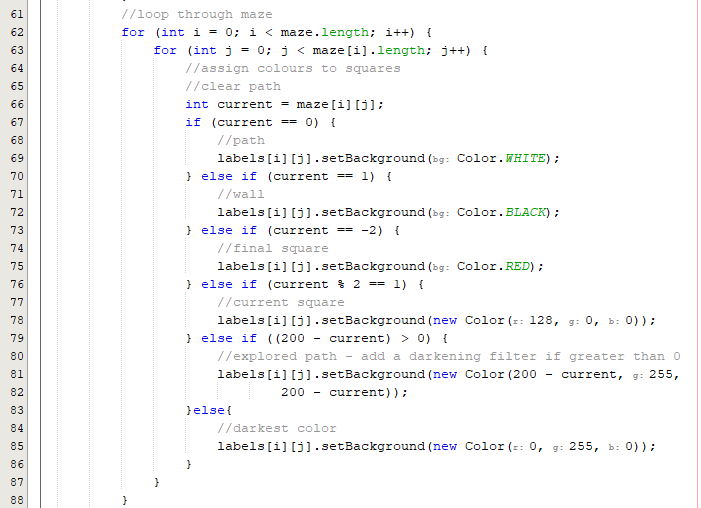 61 //loop through maze
62 for (int i = 0; i < maze.length; i++) {
63 for (int j = 0; j < maze[i].length; j++) {
64 //assign colours to squares
65 //clear path
66 int current = maze[i][j];
67 if (current == 0) {
68 //path
69 labels[i][j].setBackground(bg: Color.WHITE);
70 } else if (current == 1) {
71 //wall
72 labels[i][j].setBackground(bg: Color.BLACK);
73 } else if (current == -2) {
74 //final square
75 labels[i][j].setBackground(bg: Color.RED);
76 } else if (current % 2 == 1) {
77 //current square
78 labels[i][j].setBackground(new Color(r: 128, g: 0, b: 0));
79 } else if ((200 - current) > 0) {
80 //explored path - add a darkening filter if greater than 0
81 labels[i][j].setBackground(new Color(200 - current, g: 255,
82 200 - current));
83 }else{
84 //darkest color
85 labels[i][j].setBackground(new Color(r: 0, g: 255, b: 0));
86 }
87 }
88 }